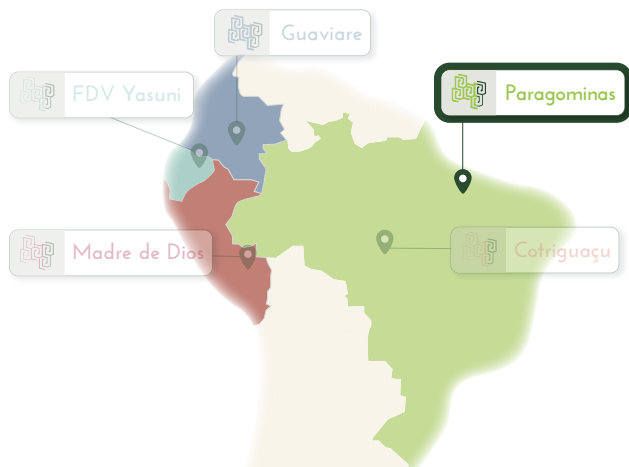 Guaviare
FDV Yasuni
Paragominas
Madre de Dios
Cotriguaçu